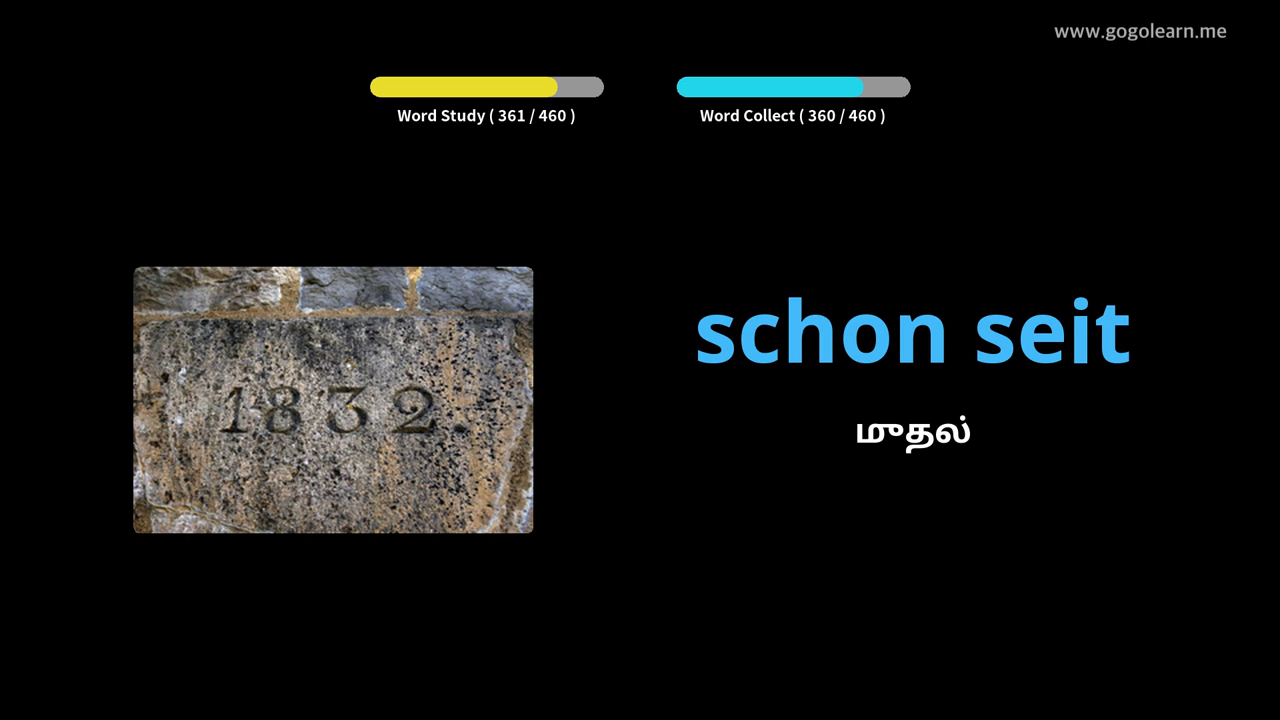 www.gogolearn.me
Word Study ( 361 / 460 )
Word Collect ( 360 / 460 )
1832.
schon seit
முதல்